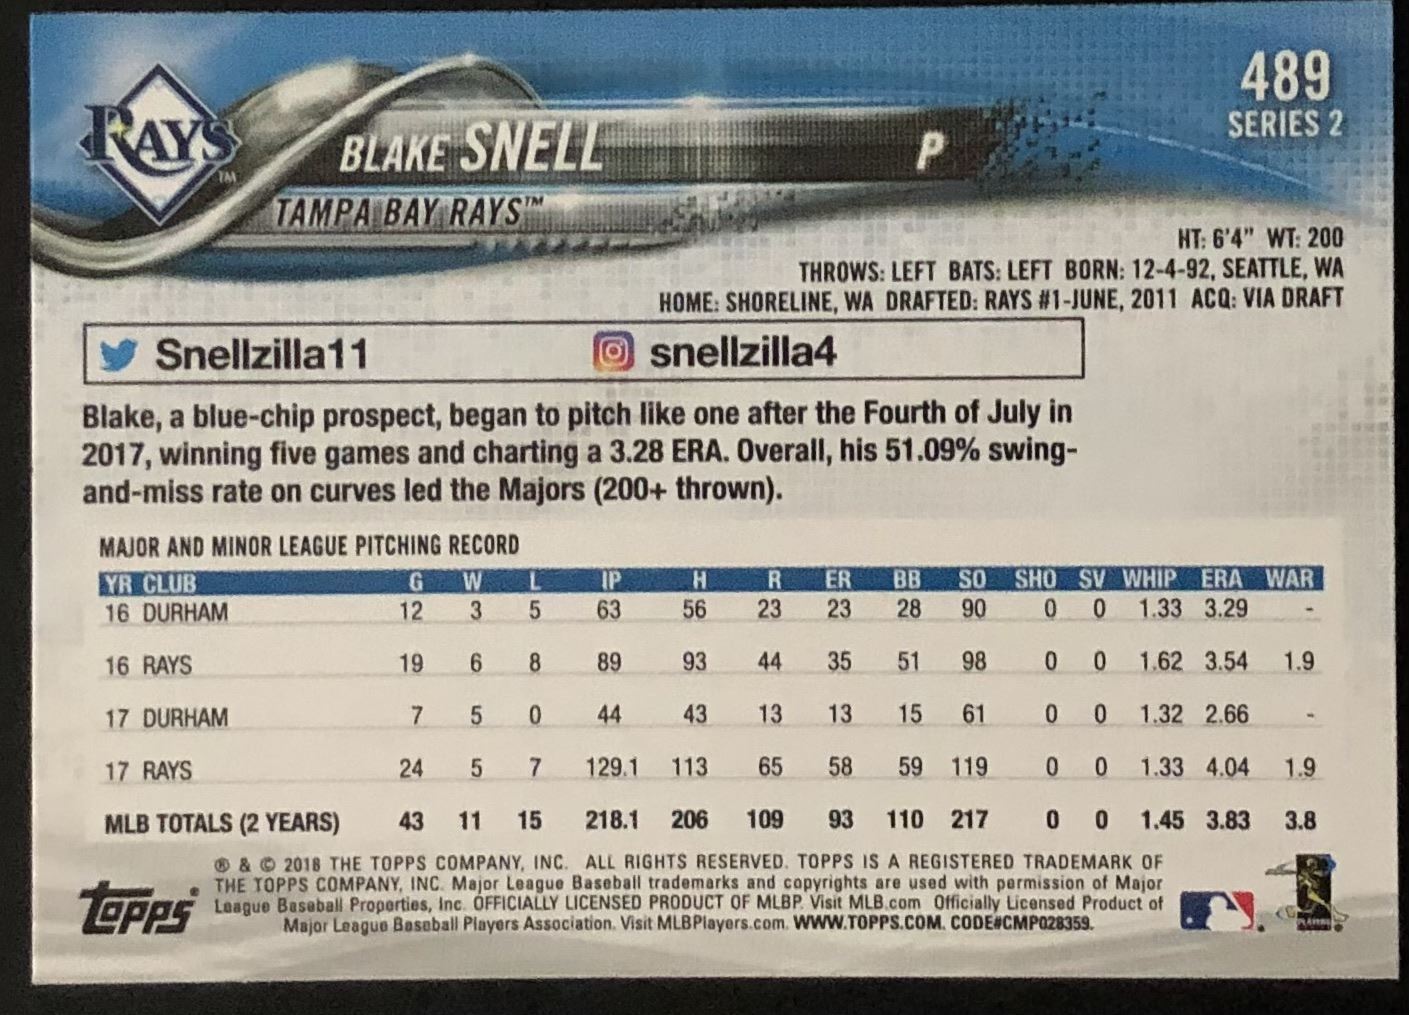 RAYS™
489
SERIES 2
BLAKE SNELL P
TAMPA BAY RAYS™
HT: 6'4" WT: 200
THROWS: LEFT BATS: LEFT BORN: 12-4-92, SEATTLE, WA
HOME: SHORELINE, WA DRAFTED: RAYS #1-JUNE, 2011 ACQ: VIA DRAFT
Snellzilla11 snellzilla4
Blake, a blue-chip prospect, began to pitch like one after the Fourth of July in
2017, winning five games and charting a 3.28 ERA. Overall, his 51.09% swing-
and-miss rate on curves led the Majors (200+ thrown).
MAJOR AND MINOR LEAGUE PITCHING RECORD
YR CLUB G W L IP H R ER BB SO SHO SV WHIP ERA WAR
16 DURHAM 12 3 5 63 56 23 23 28 90 0 0 1.33 3.29 -
16 RAYS 19 6 8 89 93 44 35 51 98 0 0 1.62 3.54 1.9
17 DURHAM 7 5 0 44 43 13 13 15 61 0 0 1.32 2.66 -
17 RAYS 24 5 7 129.1 113 65 58 59 119 0 0 1.33 4.04 1.9
MLB TOTALS (2 YEARS) 43 11 15 218.1 206 109 93 110 217 0 0 1.45 3.83 3.8
® & © 2018 THE TOPPS COMPANY, INC. ALL RIGHTS RESERVED. TOPPS IS A REGISTERED TRADEMARK OF
THE TOPPS COMPANY, INC. Major League Baseball trademarks and copyrights are used with permission of Major
League Baseball Properties, Inc. OFFICIALLY LICENSED PRODUCT OF MLBP. Visit MLB.com Officially Licensed Product of
Major League Baseball Players Association. Visit MLBPlayers.com. WWW.TOPPS.COM. CODE#CMP028359.
topps®